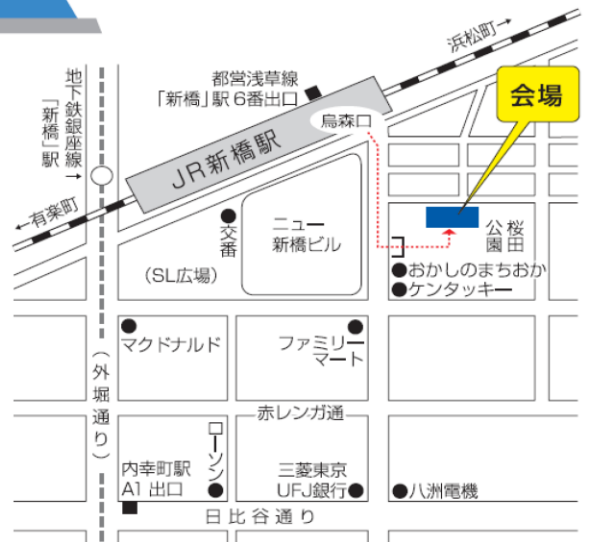 浜松町→
都営浅草線
「新橋」駅 6番出口
会場
地下鉄銀座線→
「新橋」駅
烏森口
JR新橋駅
←有楽町
交番
ニュー
新橋ビル
桜田
公園
(SL広場)
おかしのまちおか
ケンタッキー
マクドナルド
ファミリー
マート
(外堀通り)
赤レンガ通
ローソン
内幸町駅
A1 出口
三菱東京
UFJ銀行
八洲電機
日比谷通り